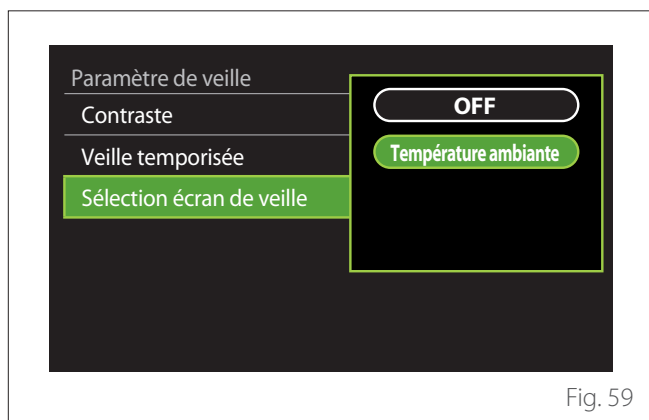 Paramètre de veille
Contraste
Veille temporisée
Sélection écran de veille
OFF
Température ambiante
Fig. 59